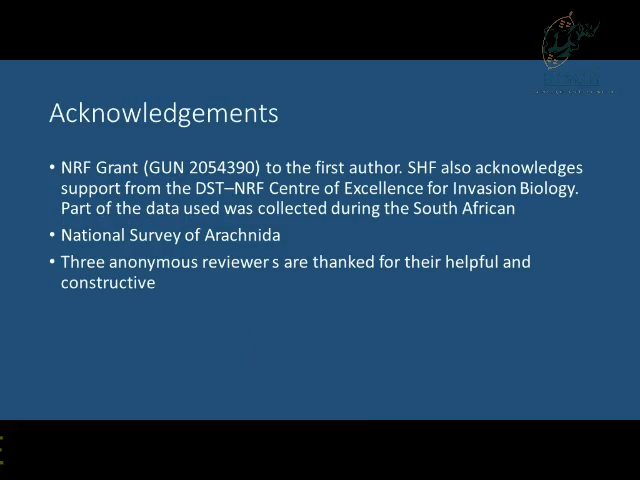 Acknowledgements
• NRF Grant (GUN 2054390) to the first author. SHF also acknowledges
support from the DST–NRF Centre of Excellence for Invasion Biology.
Part of the data used was collected during the South African
• National Survey of Arachnida
• Three anonymous reviewer s are thanked for their helpful and
constructive